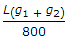 L(g₁ + g₂)
800